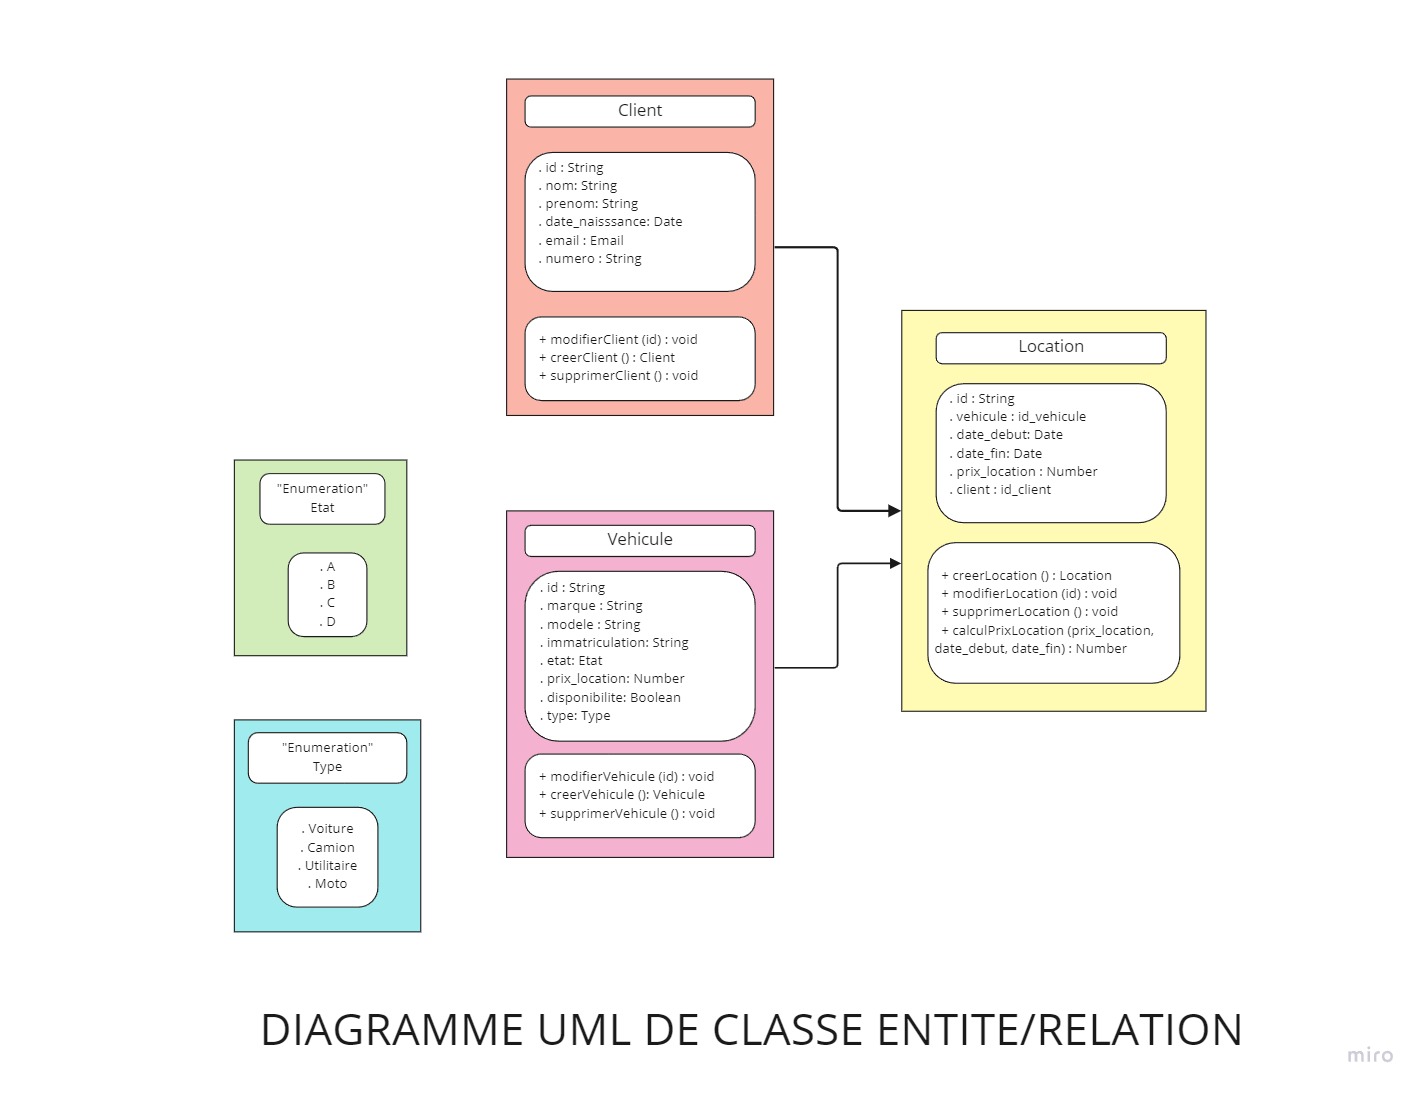 Client
. id : String
. nom: String
. prenom: String
. date_naisssance: Date
. email : Email
. numero : String
+ modifierClient (id) : void
+ creerClient () : Client
+ supprimerClient () : void
Location
. id : String
. vehicule : id_vehicule
. date_debut: Date
. date_fin: Date
. prix_location : Number
. client : id_client
+ creerLocation () : Location
+ modifierLocation (id) : void
+ supprimerLocation () : void
+ calculPrixLocation (prix_location,
date_debut, date_fin) : Number
"Enumeration"
Etat
. A
. B
. C
. D
Vehicule
. id : String
. marque : String
. modele : String
. immatriculation: String
. etat: Etat
. prix_location: Number
. disponibilite: Boolean
. type: Type
+ modifierVehicule (id) : void
+ creerVehicule (): Vehicule
+ supprimerVehicule () : void
"Enumeration"
Type
. Voiture
. Camion
. Utilitaire
. Moto
DIAGRAMME UML DE CLASSE ENTITE/RELATION
miro